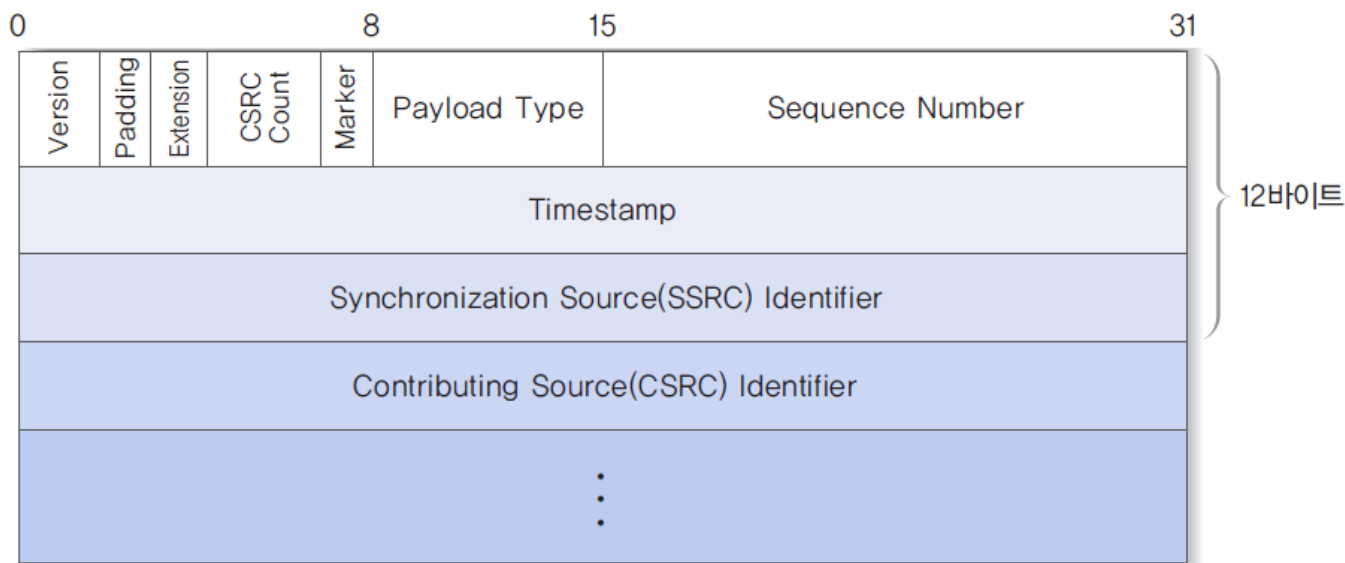 0 8 15 31
Version Padding Extension CSRC Count Marker Payload Type Sequence Number
Timestamp
12바이트
Synchronization Source(SSRC) Identifier
Contributing Source(CSRC) Identifier